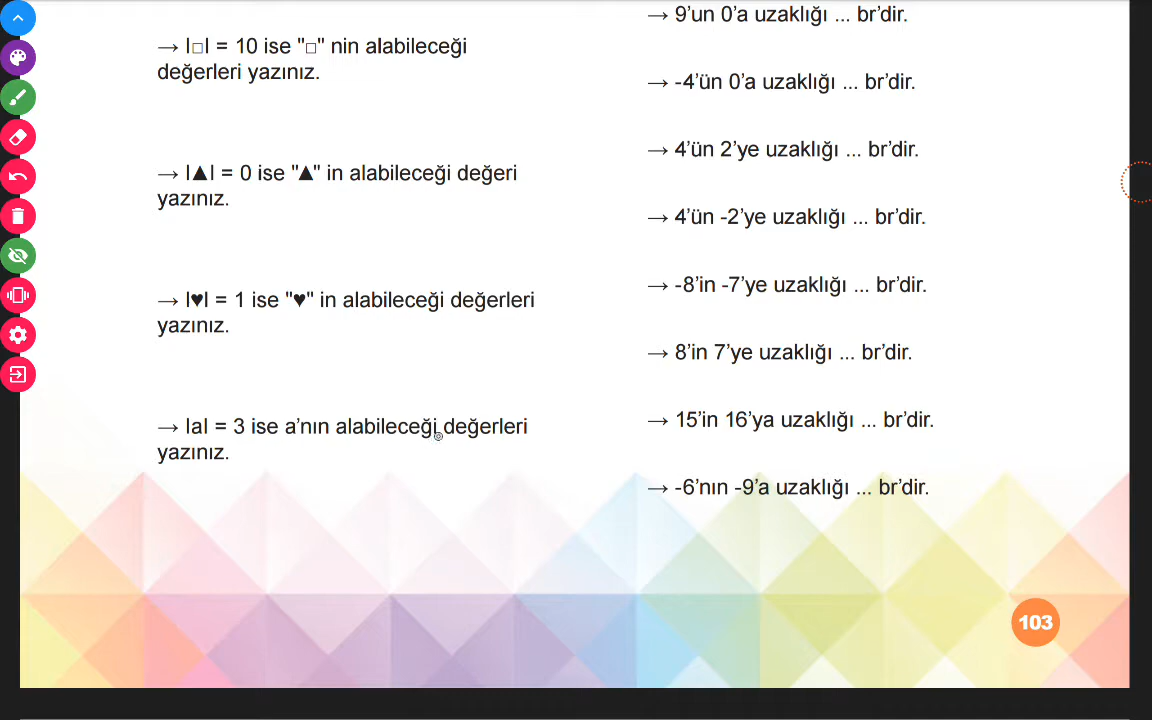 → I□I = 10 ise "□" nin alabileceği
değerleri yazınız.
→ I▲I = 0 ise "▲" in alabileceği değeri
yazınız.
→ I♥I = 1 ise "♥" in alabileceği değerleri
yazınız.
→ IaI = 3 ise a’nın alabileceği değerleri
yazınız.
→ 9’un 0’a uzaklığı ... br’dir.
→ -4’ün 0’a uzaklığı ... br’dir.
→ 4’ün 2’ye uzaklığı ... br’dir.
→ 4’ün -2’ye uzaklığı ... br’dir.
→ -8’in -7’ye uzaklığı ... br’dir.
→ 8’in 7’ye uzaklığı ... br’dir.
→ 15’in 16’ya uzaklığı ... br’dir.
→ -6’nın -9’a uzaklığı ... br’dir.
103